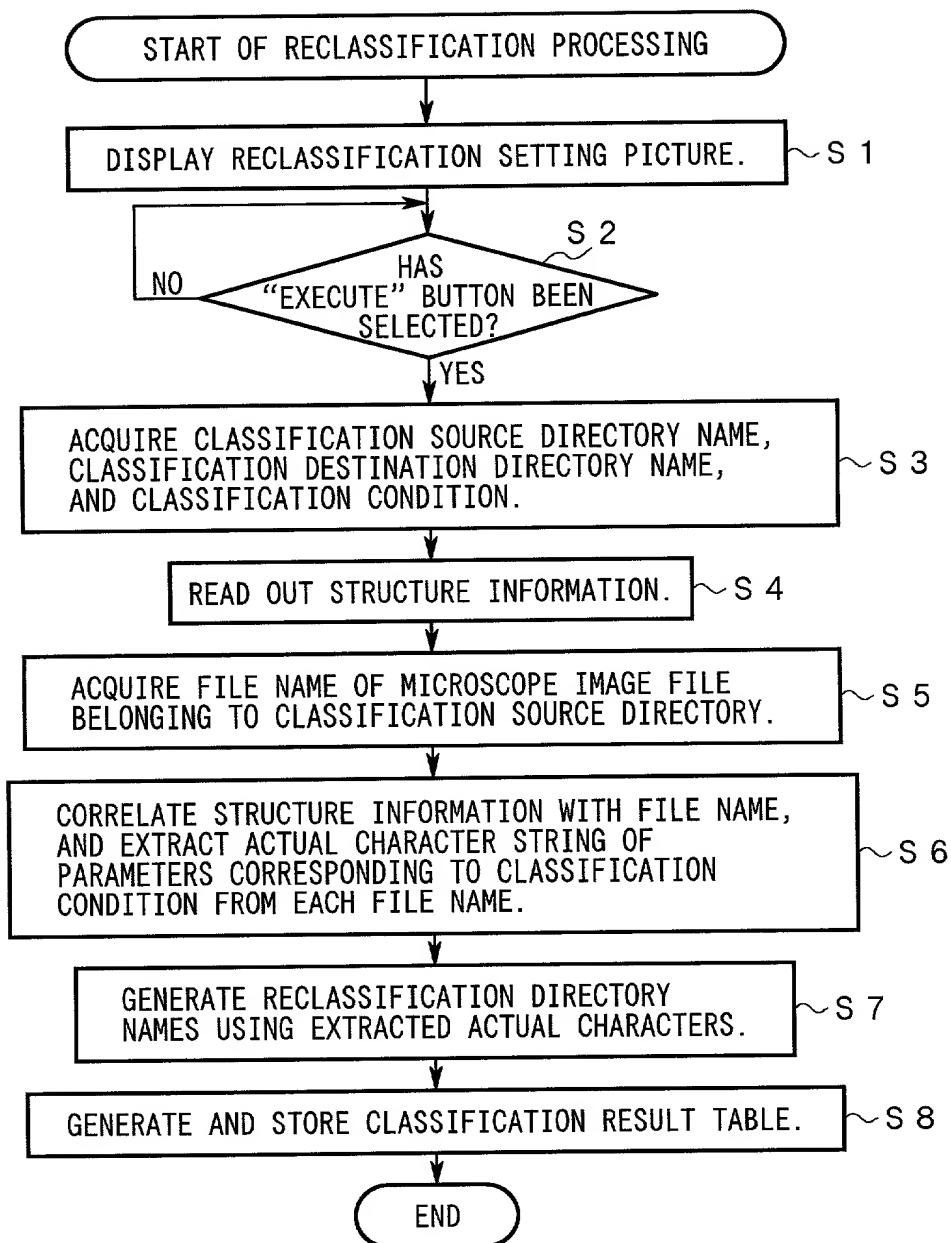 START OF RECLASSIFICATION PROCESSING
DISPLAY RECLASSIFICATION SETTING PICTURE.
S 1
S 2
HAS
NO
“EXECUTE” BUTTON BEEN
SELECTED?
YES
ACQUIRE CLASSIFICATION SOURCE DIRECTORY NAME,
CLASSIFICATION DESTINATION DIRECTORY NAME,
AND CLASSIFICATION CONDITION.
S 3
READ OUT STRUCTURE INFORMATION.
S 4
ACQUIRE FILE NAME OF MICROSCOPE IMAGE FILE
BELONGING TO CLASSIFICATION SOURCE DIRECTORY.
S 5
CORRELATE STRUCTURE INFORMATION WITH FILE NAME,
AND EXTRACT ACTUAL CHARACTER STRING OF
PARAMETERS CORRESPONDING TO CLASSIFICATION
CONDITION FROM EACH FILE NAME.
S 6
GENERATE RECLASSIFICATION DIRECTORY
NAMES USING EXTRACTED ACTUAL CHARACTERS.
S 7
GENERATE AND STORE CLASSIFICATION RESULT TABLE.
S 8
END